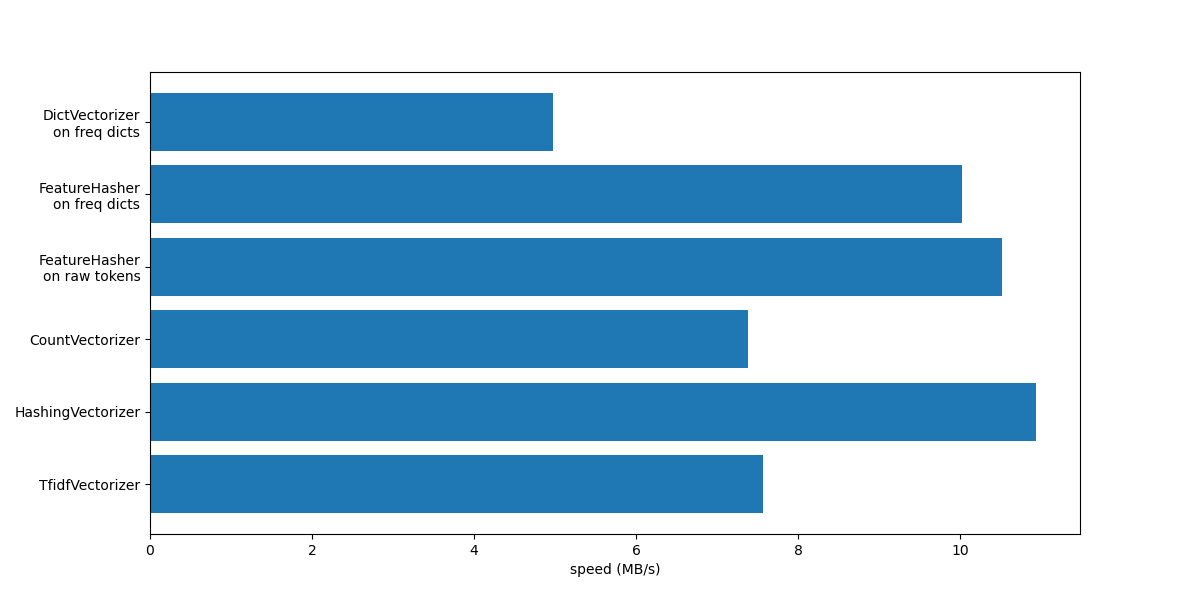 DictVectorizer
on freq dicts
FeatureHasher
on freq dicts
FeatureHasher
on raw tokens
CountVectorizer
HashingVectorizer
TfidfVectorizer
0 2 4 6 8 10
speed (MB/s)